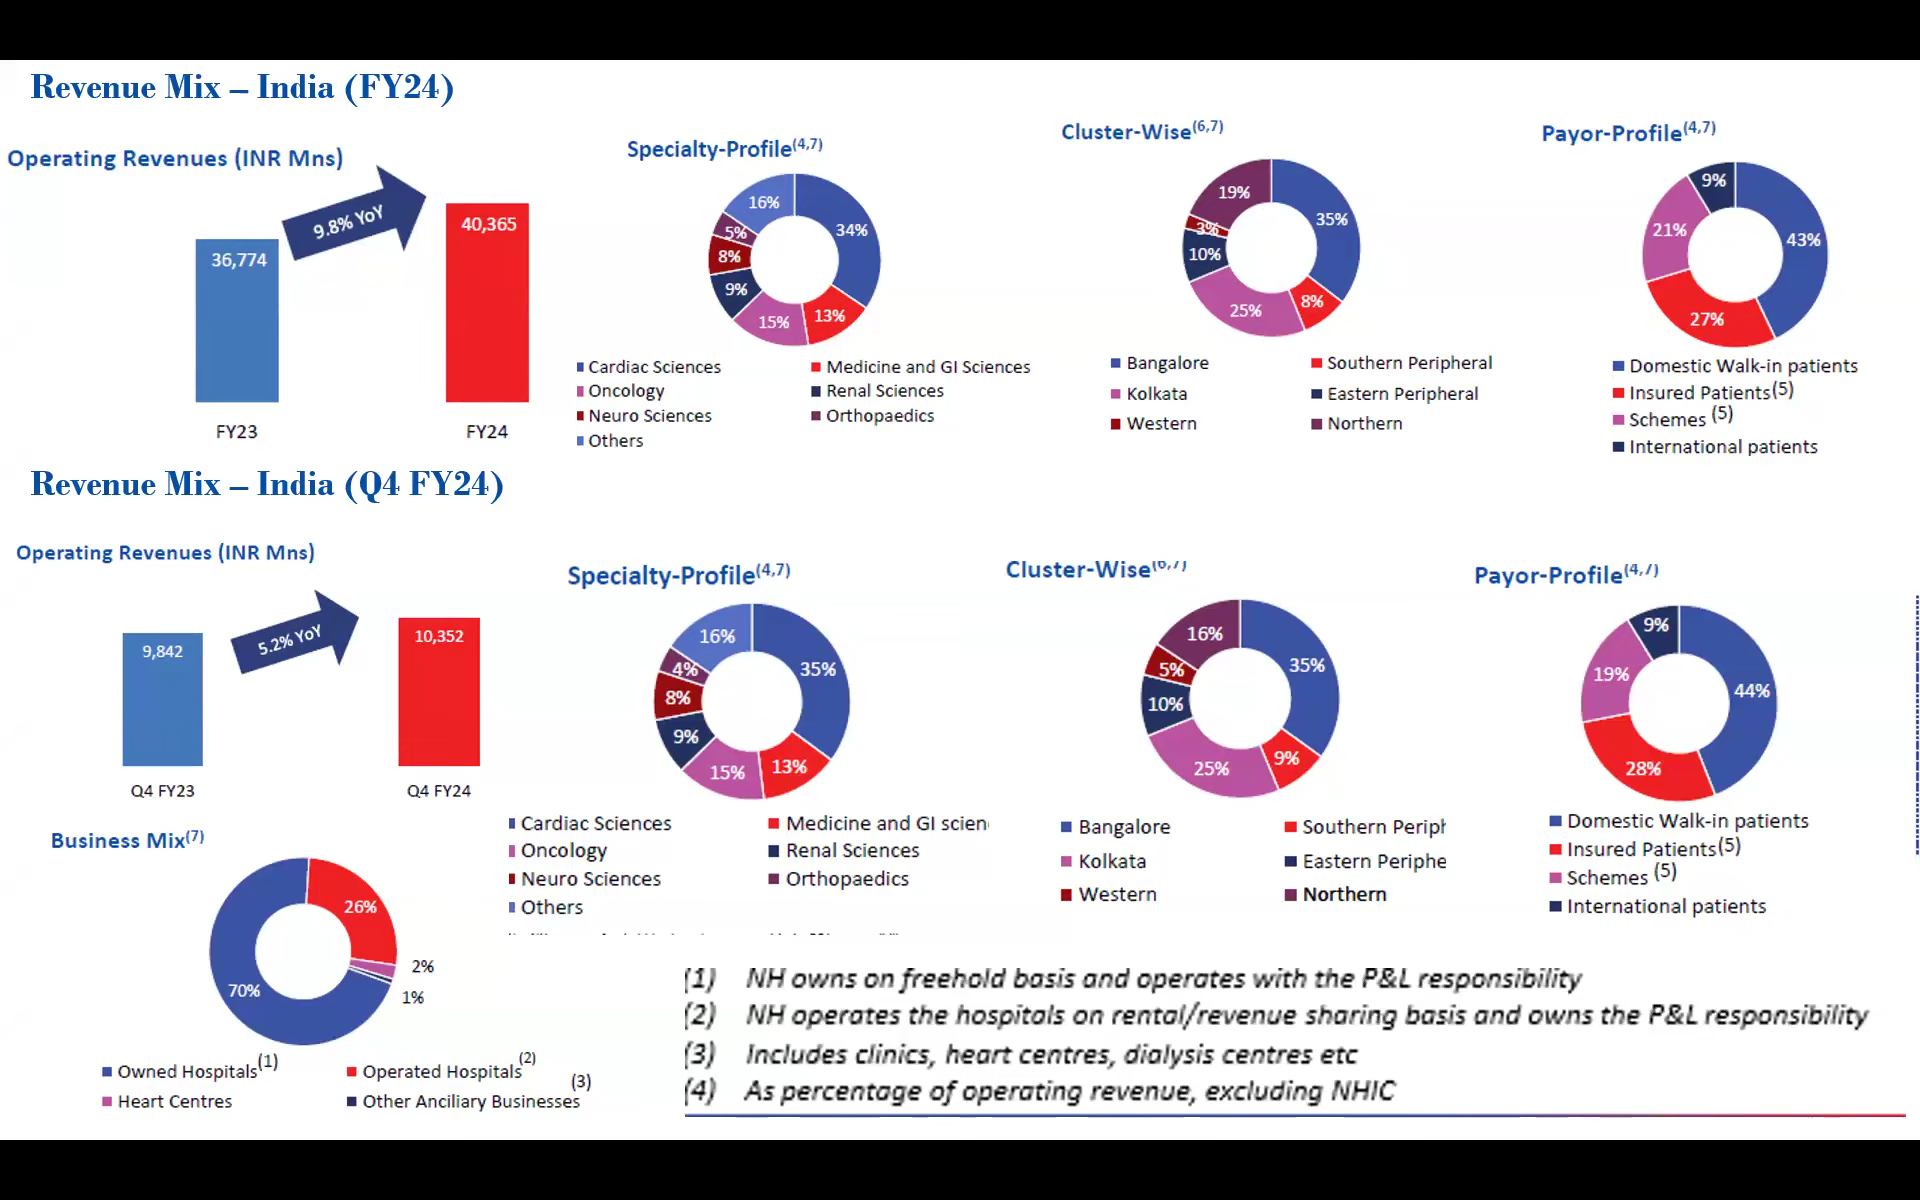 Revenue Mix – India (FY24)
Operating Revenues (INR Mns)
9.8% YoY
36,774
40,365
FY23
FY24
Specialty-Profile(4,7)
16%
34%
5%
8%
9%
15%
13%
Cardiac Sciences
Medicine and GI Sciences
Oncology
Renal Sciences
Neuro Sciences
Orthopaedics
Others
Cluster-Wise(6,7)
19%
35%
3%
10%
25%
8%
Bangalore
Southern Peripheral
Kolkata
Eastern Peripheral
Western
Northern
Payor-Profile(4,7)
9%
21%
43%
27%
Domestic Walk-in patients
Insured Patients(5)
Schemes (5)
International patients
Revenue Mix – India (Q4 FY24)
Operating Revenues (INR Mns)
5.2% YoY
9,842
10,352
Q4 FY23
Q4 FY24
Specialty-Profile(4,7)
16%
35%
4%
8%
9%
15%
13%
Cardiac Sciences
Medicine and GI scien
Oncology
Renal Sciences
Neuro Sciences
Orthopaedics
Others
Cluster-Wise(6,7)
16%
35%
5%
10%
25%
9%
Bangalore
Southern Periph
Kolkata
Eastern Periphe
Western
Northern
Payor-Profile(4,7)
9%
19%
44%
28%
Domestic Walk-in patients
Insured Patients(5)
Schemes (5)
International patients
Business Mix(7)
26%
2%
1%
70%
Owned Hospitals(1)
Operated Hospitals(2)
Heart Centres
Other Ancillary Businesses(3)
(1) NH owns on freehold basis and operates with the P&L responsibility
(2) NH operates the hospitals on rental/revenue sharing basis and owns the P&L responsibility
(3) Includes clinics, heart centres, dialysis centres etc
(4) As percentage of operating revenue, excluding NHIC